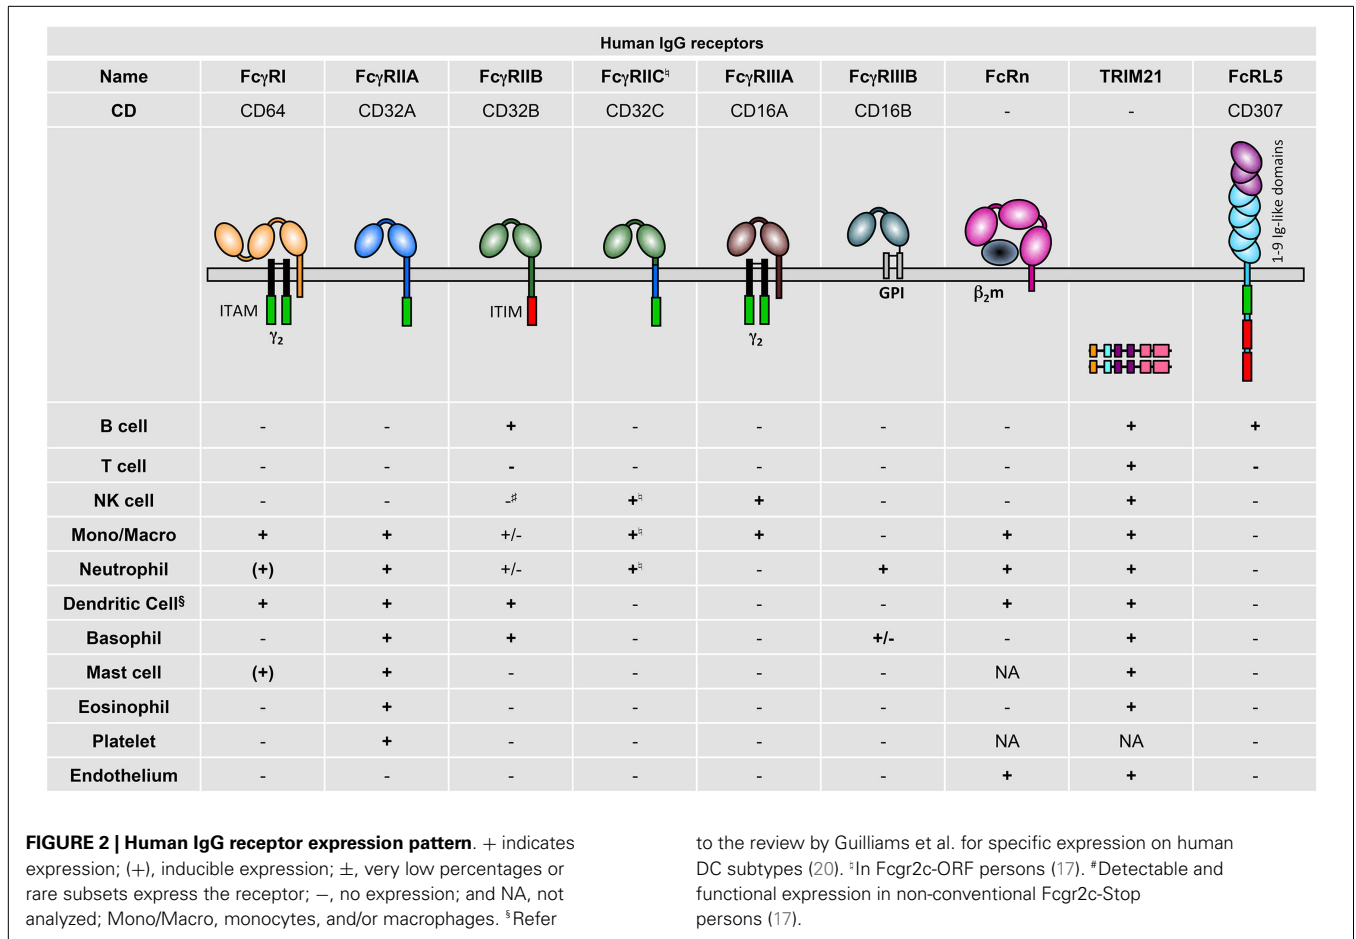 Human IgG receptors
Name FcγRI FcγRIIA FcγRIIB FcγRIIC♮ FcγRIIIA FcγRIIIB FcRn TRIM21 FcRL5
CD CD64 CD32A CD32B CD32C CD16A CD16B - - CD307
1-9 Ig-like domains
ITAM
γ2
ITIM
γ2
GPI
β2m
B cell - - + - - - - + +
T cell - - - - - - - + -
NK cell - - -♯ +♮ + - - + -
Mono/Macro + + +/- +♮ + - + + -
Neutrophil (+) + +/- +♮ - + + + -
Dendritic Cell§ + + + - - - + + -
Basophil - + + - - +/- - + -
Mast cell (+) + - - - - NA + -
Eosinophil - + - - - - - + -
Platelet - + - - - - NA NA -
Endothelium - - - - - - + + -
FIGURE 2 | Human IgG receptor expression pattern. + indicates
expression; (+), inducible expression; ±, very low percentages or
rare subsets express the receptor; −, no expression; and NA, not
analyzed; Mono/Macro, monocytes, and/or macrophages. §Refer
to the review by Guilliams et al. for specific expression on human
DC subtypes (20). ♮In Fcgr2c-ORF persons (17). #Detectable and
functional expression in non-conventional Fcgr2c-Stop
persons (17).